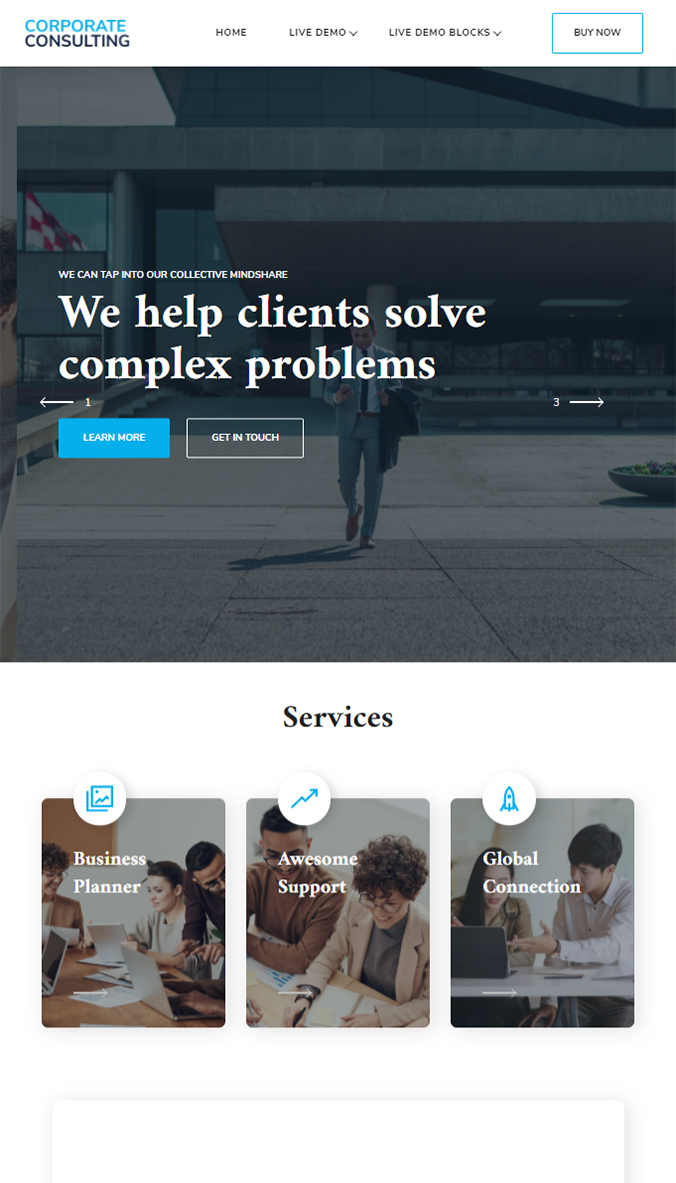 CORPORATE
CONSULTING
HOME
LIVE DEMO
LIVE DEMO BLOCKS
BUY NOW
WE CAN TAP INTO OUR COLLECTIVE MINDSHARE
We help clients solve
complex problems
1
3
LEARN MORE
GET IN TOUCH
Services
Business
Planner
Awesome
Support
Global
Connection